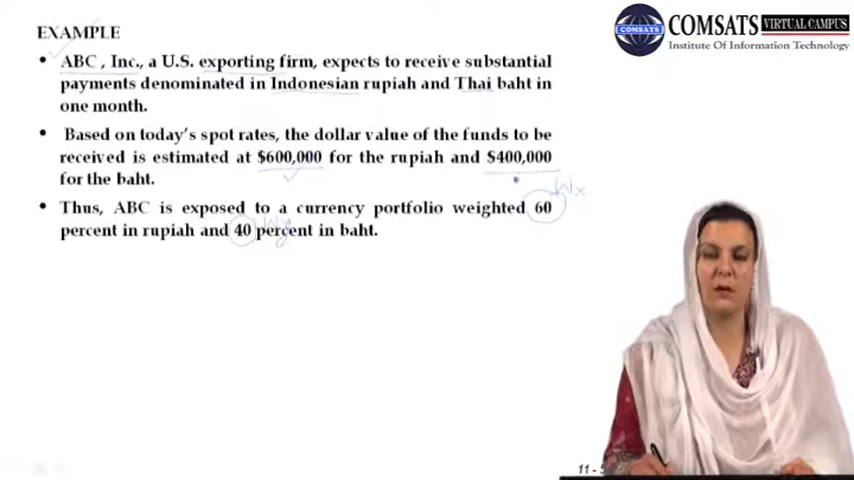 EXAMPLE
COMSATS VIRTUAL CAMPUS
Institute Of Information Technology
COMSATS
• ABC , Inc., a U.S. exporting firm, expects to receive substantial
payments denominated in Indonesian rupiah and Thai baht in
one month.
• Based on today's spot rates, the dollar value of the funds to be
received is estimated at $600,000 for the rupiah and $400,000
for the baht.
Wx
• Thus, ABC is exposed to a currency portfolio weighted 60
Wy
percent in rupiah and 40 percent in baht.